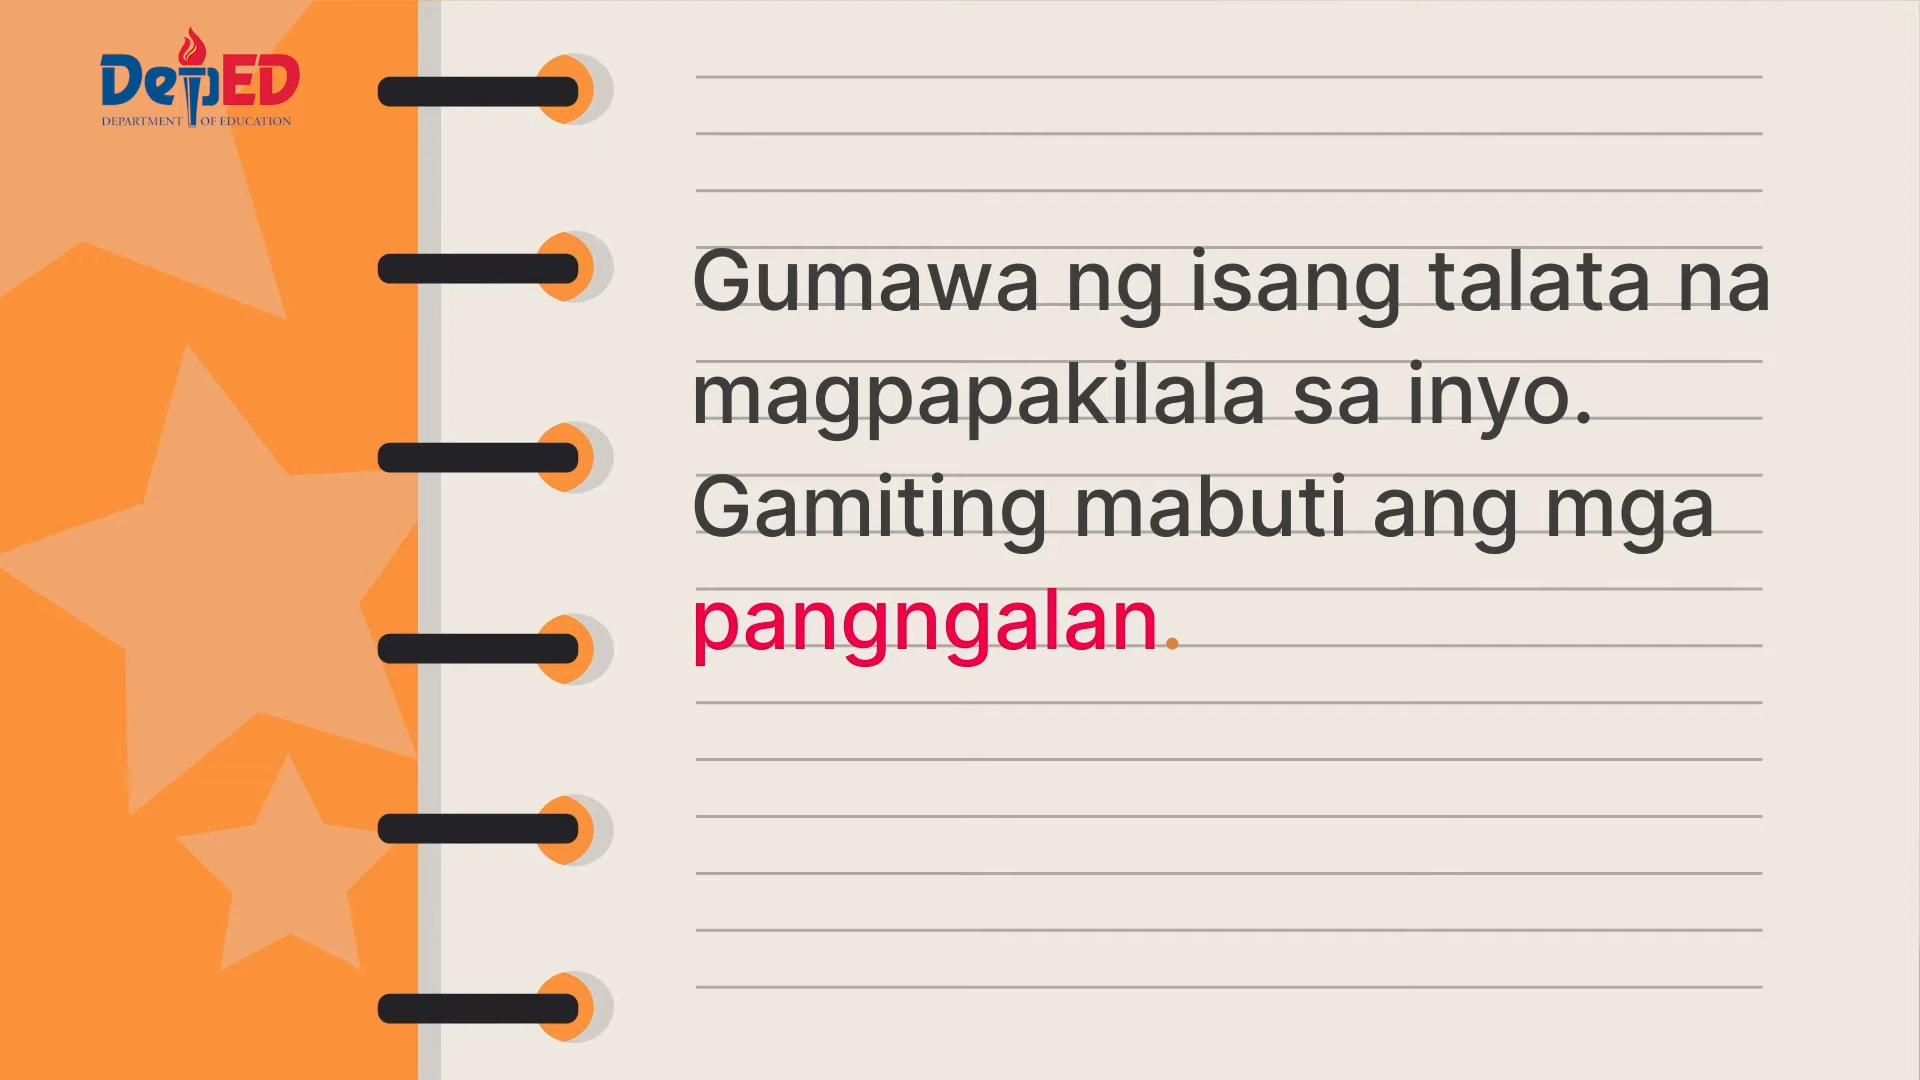 DepED
DEPARTMENT OF EDUCATION
Gumawa ng isang talata na
magpapakilala sa inyo.
Gamiting mabuti ang mga
pangngalan.